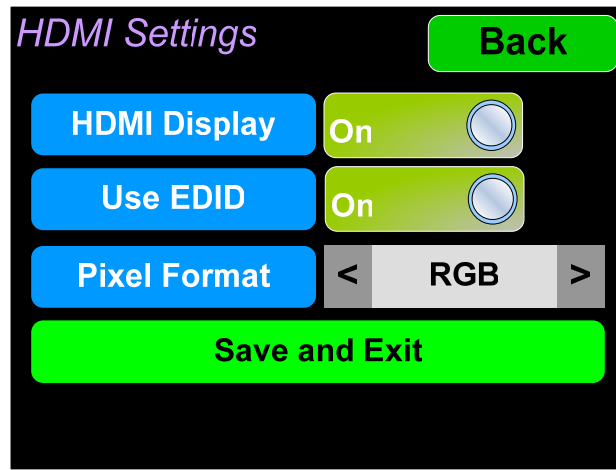 HDMI Settings
Back
HDMI Display
On
Use EDID
On
Pixel Format
< RGB >
Save and Exit